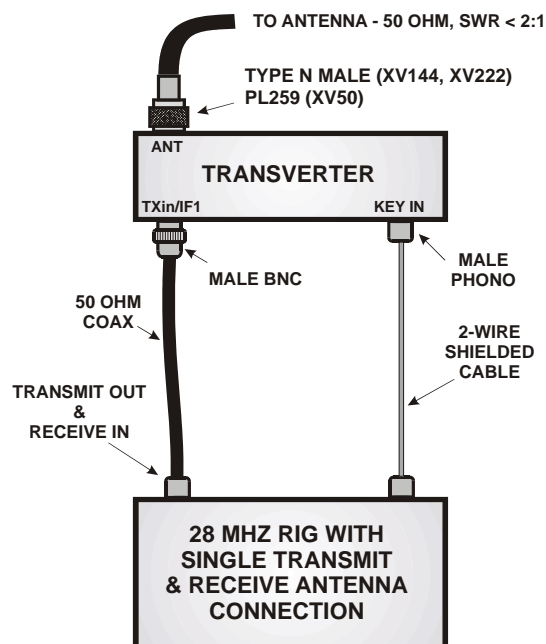 TO ANTENNA - 50 OHM, SWR < 2:1
TYPE N MALE (XV144, XV222)
PL259 (XV50)
ANT
TRANSVERTER
TXin/IF1
KEY IN
MALE BNC
MALE
PHONO
50 OHM
COAX
2-WIRE
SHIELDED
CABLE
TRANSMIT OUT
&
RECEIVE IN
28 MHZ RIG WITH
SINGLE TRANSMIT
& RECEIVE ANTENNA
CONNECTION